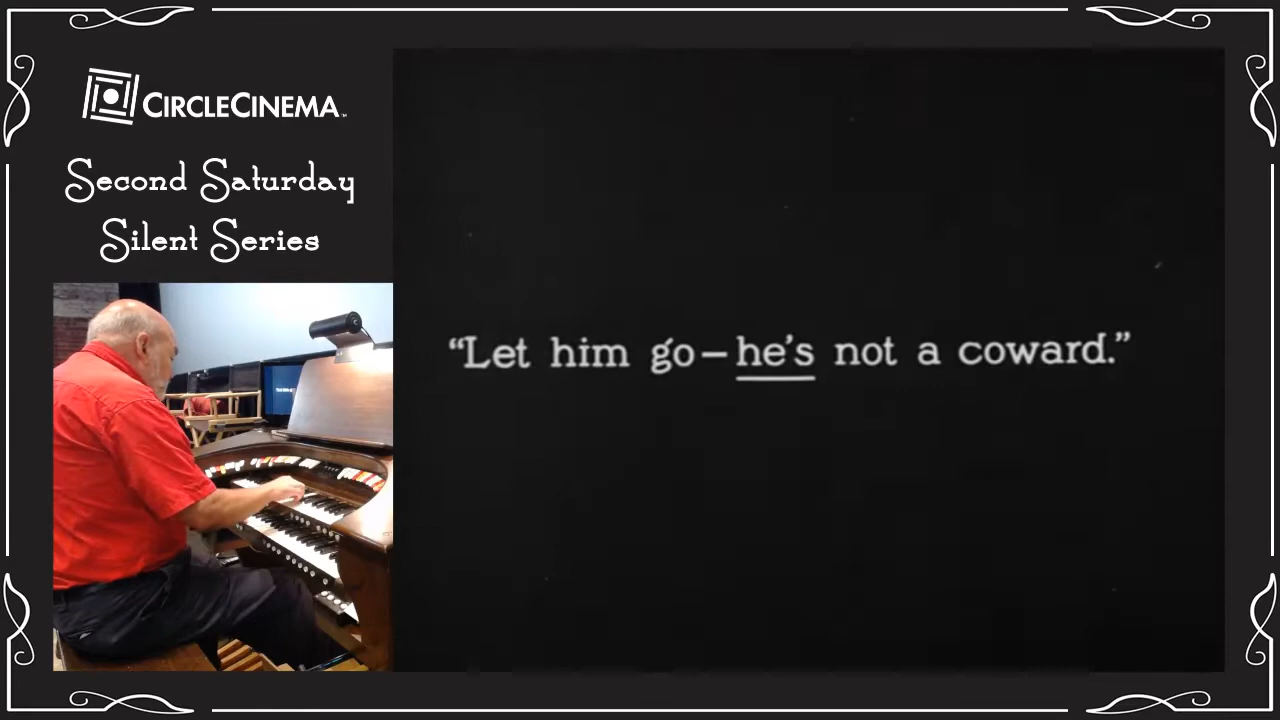 CIRCLECINEMA
Second Saturday
Silent Series
“Let him go – he’s not a coward.”